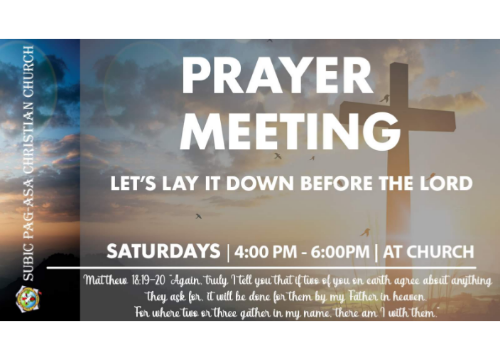 SUBIC PAG-ASA CHRISTIAN CHURCH
PRAYER
MEETING
LET'S LAY IT DOWN BEFORE THE LORD
SATURDAYS | 4:00 PM - 6:00PM | AT CHURCH
Matthew 18:19-20 "Again, truly I tell you that if two of you on earth agree about anything
they ask for, it will be done for them by my Father in heaven.
For where two or three gather in my name, there am I with them."